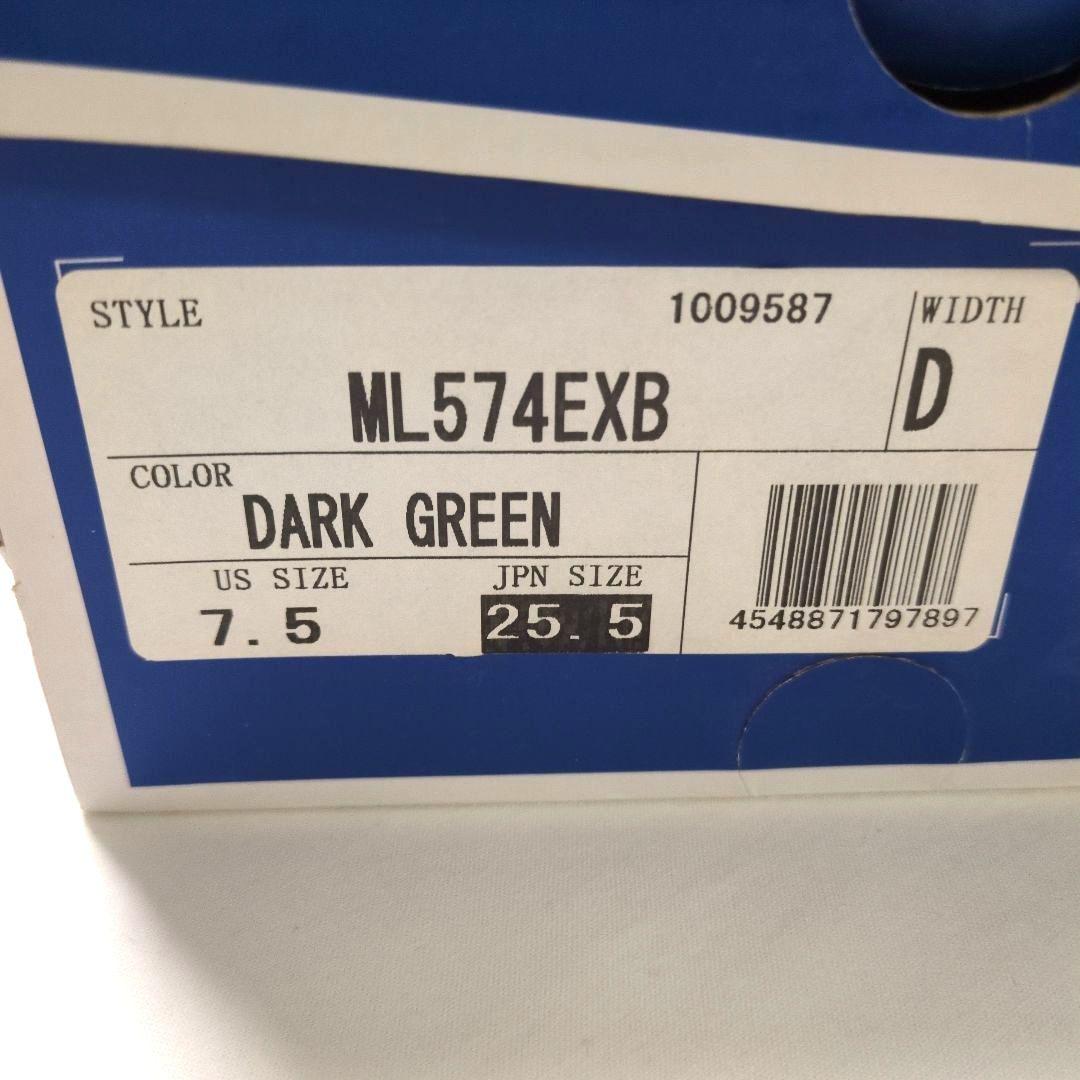 STYLE 1009587 WIDTH
ML574EXB D
COLOR
DARK GREEN
US SIZE JPN SIZE
7.5 25.5
4548871797897